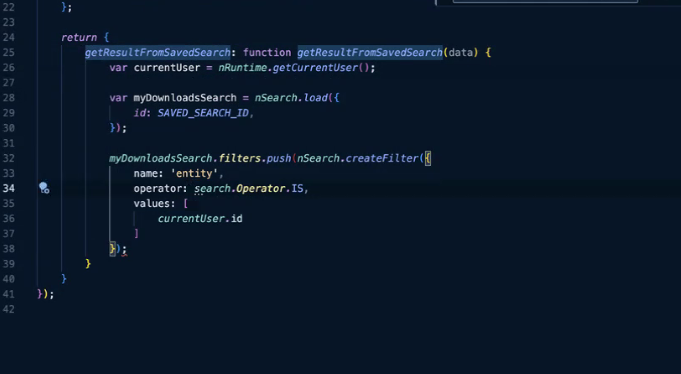 22 };
23
24 return {
25 getResultFromSavedSearch: function getResultFromSavedSearch(data) {
26 var currentUser = nRuntime.getCurrentUser();
27
28 var myDownloadsSearch = nSearch.load({
29 id: SAVED_SEARCH_ID,
30 });
31
32 myDownloadsSearch.filters.push(nSearch.createFilter({
33 name: 'entity',
34 operator: search.Operator.IS,
35 values: [
36 currentUser.id
37 ]
38 });
39 }
40 }
41 });
42